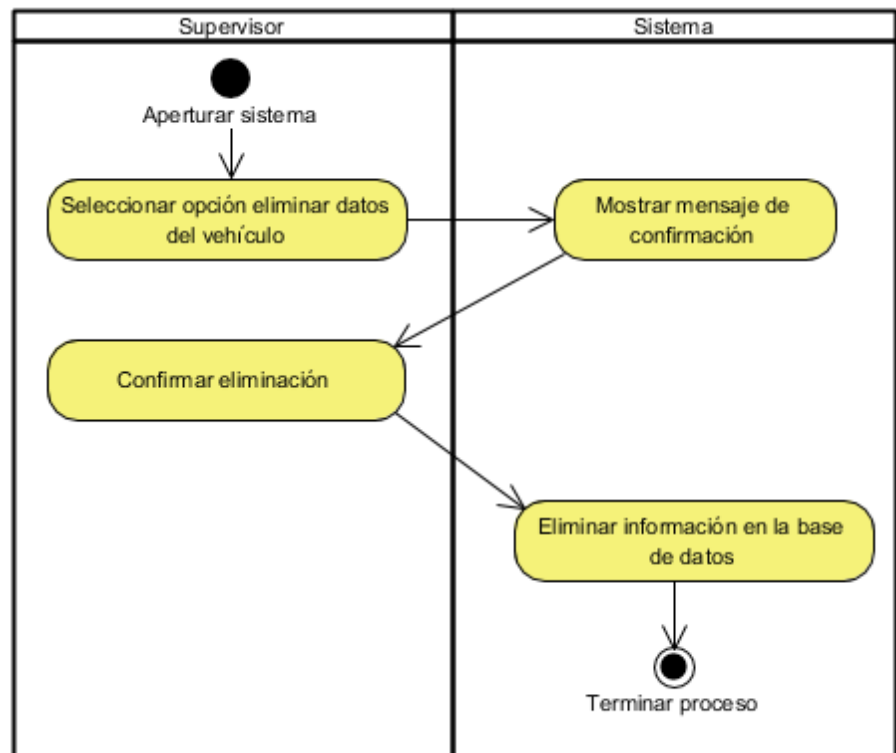 Supervisor
Sistema
Aperturar sistema
Seleccionar opción eliminar datos
del vehículo
Mostrar mensaje de
confirmación
Confirmar eliminación
Eliminar información en la base
de datos
Terminar proceso